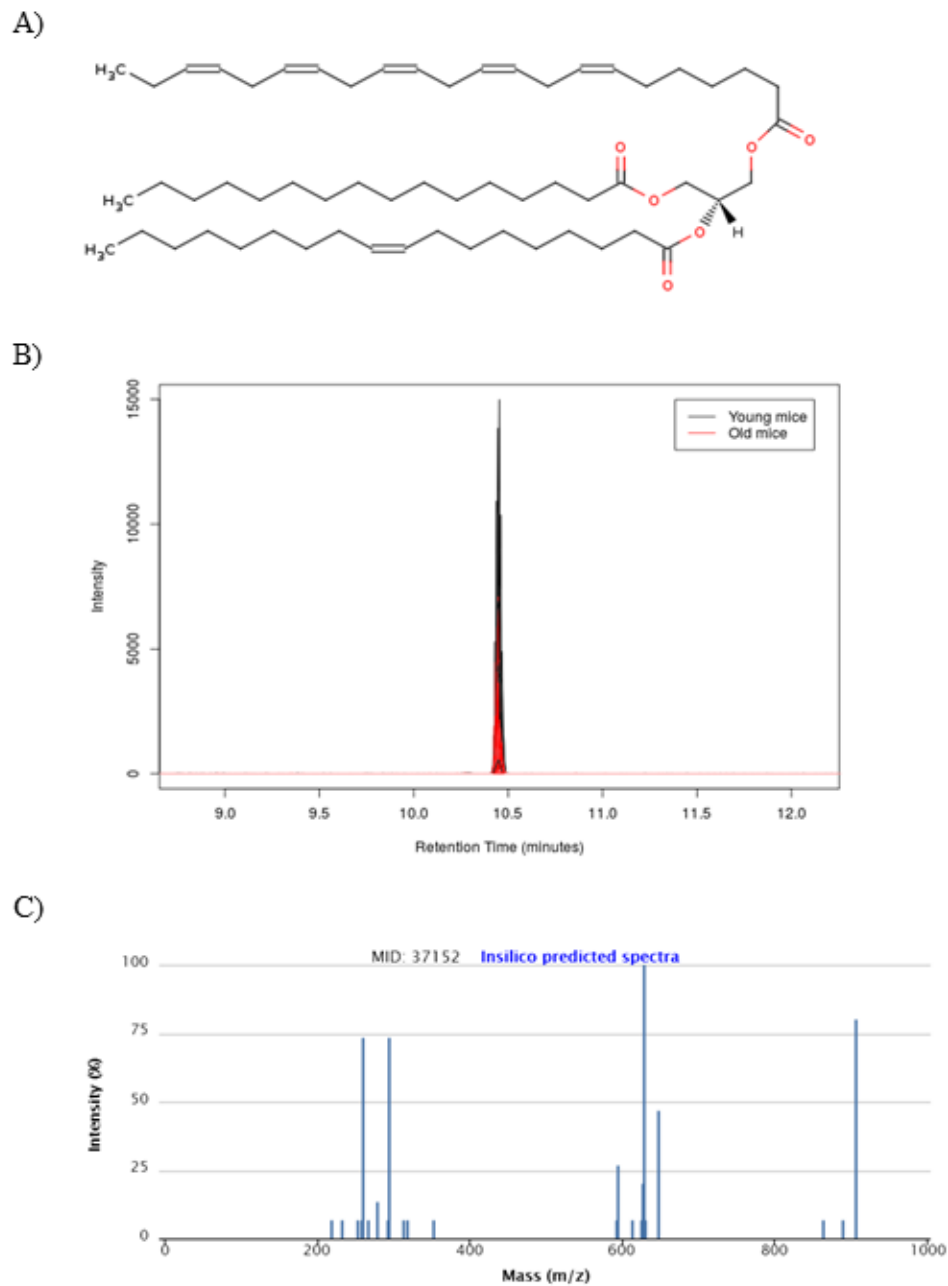 A)
H₃C
O
O
O
O
H₃C
O
H
H₃C
O
B)
15000
Young mice
Old mice
10000
Intensity
5000
0
9.0 9.5 10.0 10.5 11.0 11.5 12.0
Retention Time (minutes)
C)
MID: 37152 Insilico predicted spectra
100
75
50
25
0
Intensity (%)
0 200 400 600 800 1000
Mass (m/z)